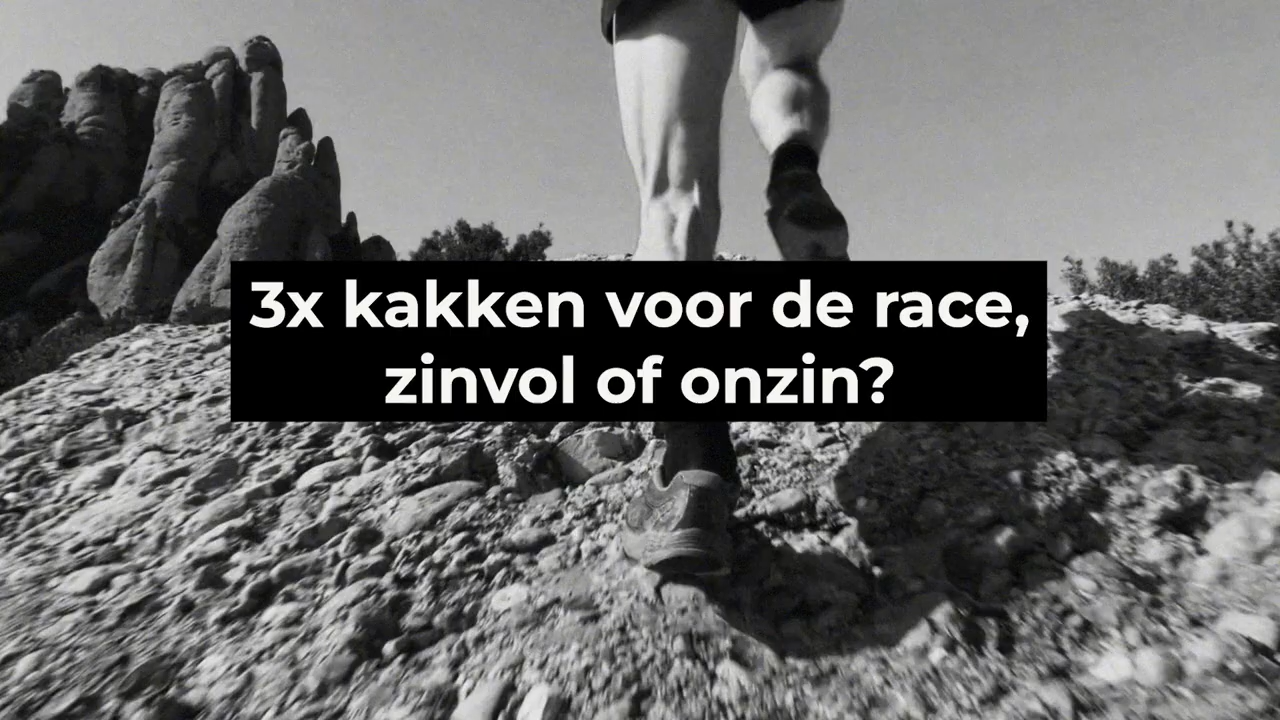 3x kakken voor de race,
zinvol of onzin?